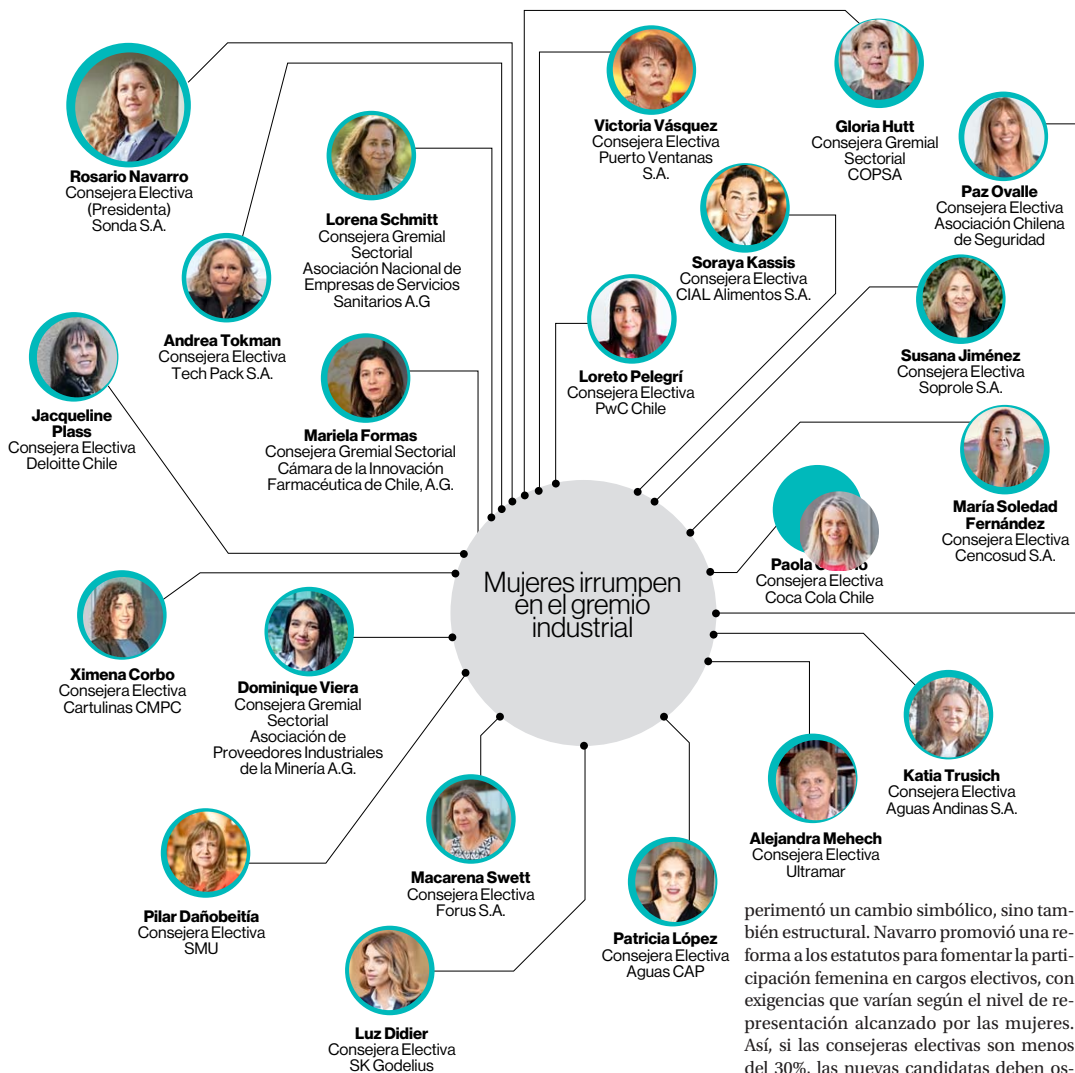 Rosario Navarro
Consejera Electiva
(Presidenta)
Sonda S.A.
Lorena Schmitt
Consejera Gremial
Sectorial
Asociación Nacional de
Empresas de Servicios
Sanitarios A.G
Andrea Tokman
Consejera Electiva
Tech Pack S.A.
Jacqueline
Plass
Consejera Electiva
Deloitte Chile
Mariela Formas
Consejera Gremial Sectorial
Cámara de la Innovación
Farmacéutica de Chile, A.G.
Victoria Vásquez
Consejera Electiva
Puerto Ventanas
S.A.
Gloria Hutt
Consejera Gremial
Sectorial
COPSA
Paz Ovalle
Consejera Electiva
Asociación Chilena
de Seguridad
Soraya Kassis
Consejera Electiva
CIAL Alimentos S.A.
Loreto Pelegrí
Consejera Electiva
PwC Chile
Susana Jiménez
Consejera Electiva
Soprole S.A.
María Soledad
Fernández
Consejera Electiva
Cencosud S.A.
Paola
Consejera Electiva
Coca Cola Chile
Mujeres irrumpen
en el gremio
industrial
Ximena Corbo
Consejera Electiva
Cartulinas CMPC
Dominique Viera
Consejera Gremial
Sectorial
Asociación de
Proveedores Industriales
de la Minería A.G.
Pilar Dañobeitía
Consejera Electiva
SMU
Macarena Swett
Consejera Electiva
Forus S.A.
Luz Didier
Consejera Electiva
SK Godelius
Patricia López
Consejera Electiva
Aguas CAP
Alejandra Mehech
Consejera Electiva
Ultramar
Katia Trusich
Consejera Electiva
Aguas Andinas S.A.
perimentó un cambio simbólico, sino tam-
bién estructural. Navarro promovió una re-
forma a los estatutos para fomentar la parti-
cipación femenina en cargos electivos, con
exigencias que varían según el nivel de re-
presentación alcanzado por las mujeres.
Así, si las consejeras electivas son menos
del 30%, las nuevas candidatas deben os-